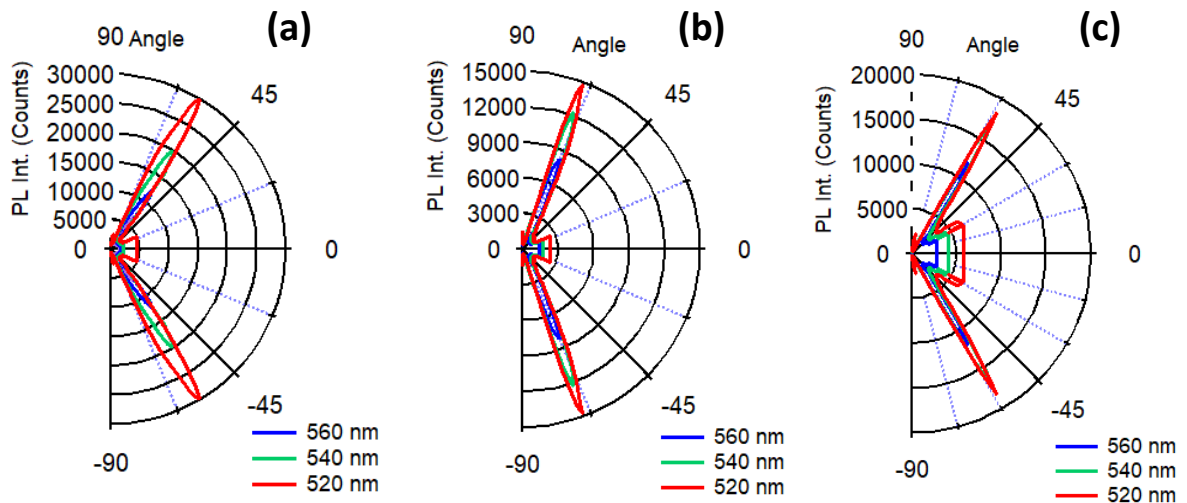 (a)
90 Angle
30000
25000
20000
15000
10000
5000
0
PL Int. (Counts)
45
0
-45
-90
560 nm
540 nm
520 nm
(b)
90 Angle
15000
12000
9000
6000
3000
0
PL Int. (Counts)
45
0
-45
-90
560 nm
540 nm
520 nm
(c)
90 Angle
20000
15000
10000
5000
0
PL Int. (Counts)
45
0
-45
-90
560 nm
540 nm
520 nm